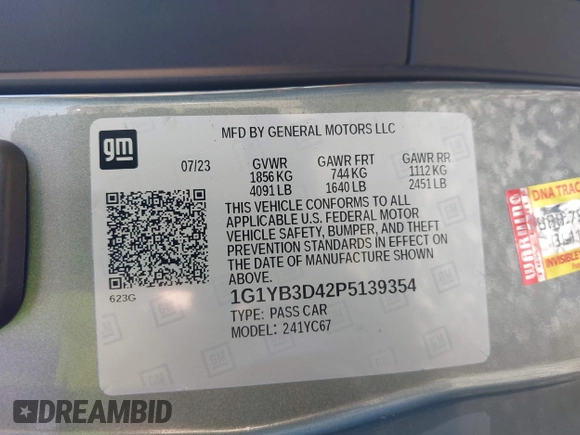 gm
MFD BY GENERAL MOTORS LLC
07/23 GVWR GAWR FRT GAWR RR
1856 KG 744 KG 1112 KG
4091 LB 1640 LB 2451 LB
THIS VEHICLE CONFORMS TO ALL
APPLICABLE U.S. FEDERAL MOTOR
VEHICLE SAFETY, BUMPER, AND THEFT
PREVENTION STANDARDS IN EFFECT ON
THE DATE OF MANUFACTURE SHOWN
ABOVE.
623G
1G1YB3D42P5139354
TYPE: PASS CAR
MODEL: 241YC67
WARNING
DNA TRAC
INVISIBLE
DREAMBID